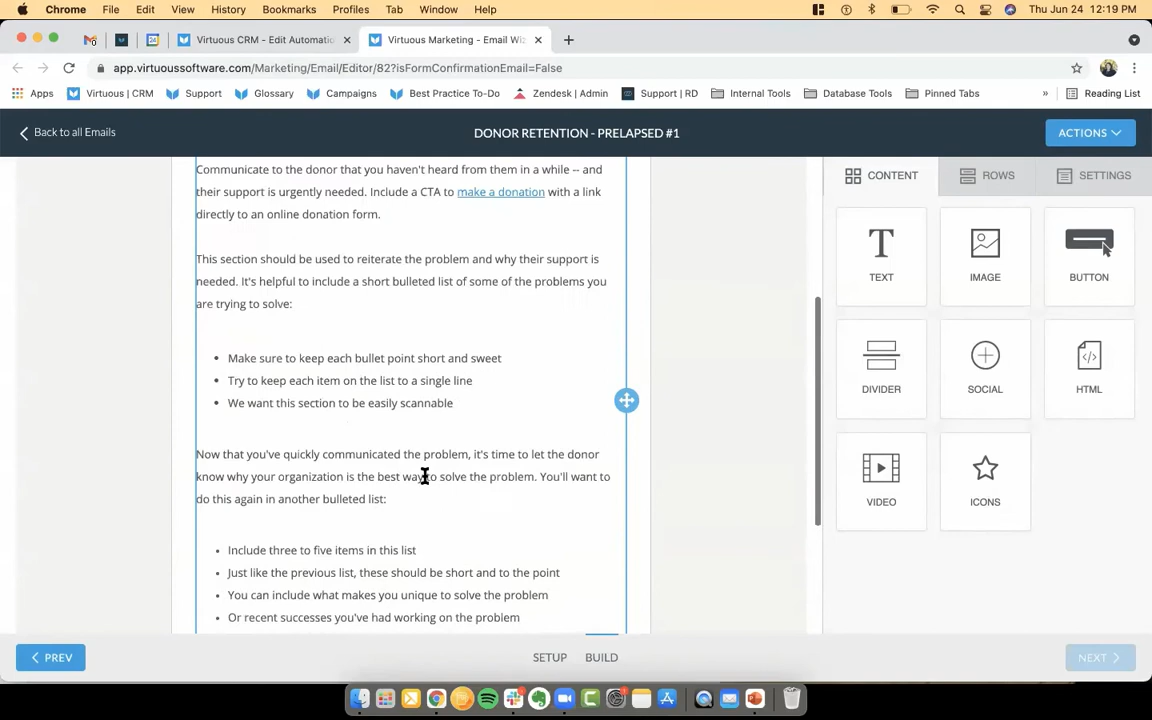 Chrome File Edit View History Bookmarks Profiles Tab Window Help Thu Jun 24 12:19 PM
Virtuous CRM - Edit Automatic Virtuous Marketing - Email Wiz
app.virtuoussoftware.com/Marketing/Email/Editor/82?isFormConfirmationEmail=False
Apps Virtuous | CRM Support Glossary Campaigns Best Practice To-Do Zendesk | Admin Support | RD Internal Tools Database Tools Pinned Tabs » Reading List
Back to all Emails DONOR RETENTION - PRELAPSED #1 ACTIONS
Communicate to the donor that you haven't heard from them in a while -- and
their support is urgently needed. Include a CTA to make a donation with a link
directly to an online donation form.
This section should be used to reiterate the problem and why their support is
needed. It's helpful to include a short bulleted list of some of the problems you
are trying to solve:
• Make sure to keep each bullet point short and sweet
• Try to keep each item on the list to a single line
• We want this section to be easily scannable
Now that you've quickly communicated the problem, it's time to let the donor
know why your organization is the best way to solve the problem. You'll want to
do this again in another bulleted list:
• Include three to five items in this list
• Just like the previous list, these should be short and to the point
• You can include what makes you unique to solve the problem
• Or recent successes you've had working on the problem
CONTENT ROWS SETTINGS
TEXT IMAGE BUTTON
DIVIDER SOCIAL HTML
VIDEO ICONS
PREV SETUP BUILD NEXT